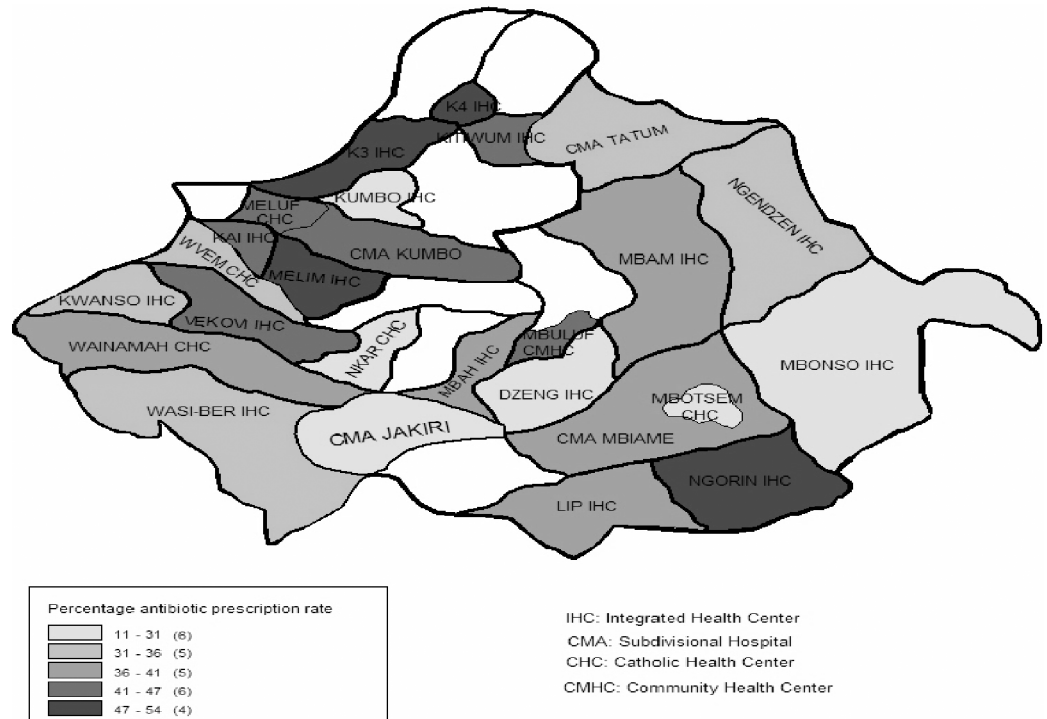 K4 IHC
KITIWUM IHC
CMA TATUM
K3 IHC
KUMBO IHC
NGENDZEN IHC
MELUF
CHC
KAI IHC
WVEM CHC
CMA KUMBO
MBAM IHC
MELIM IHC
KWANSO IHC
VEKOVI IHC
MBULUF
CMHC
WAINAMAH CHC
NKAR CHC
MBAH IHC
MBONSO IHC
DZENG IHC
MBOTSEM
CHC
WASI-BER IHC
CMA JAKIRI
CMA MBIAME
NGORIN IHC
LIP IHC
Percentage antibiotic prescription rate
11 - 31 (6)
31 - 36 (5)
36 - 41 (5)
41 - 47 (6)
47 - 54 (4)
IHC: Integrated Health Center
CMA: Subdivisional Hospital
CHC: Catholic Health Center
CMHC: Community Health Center